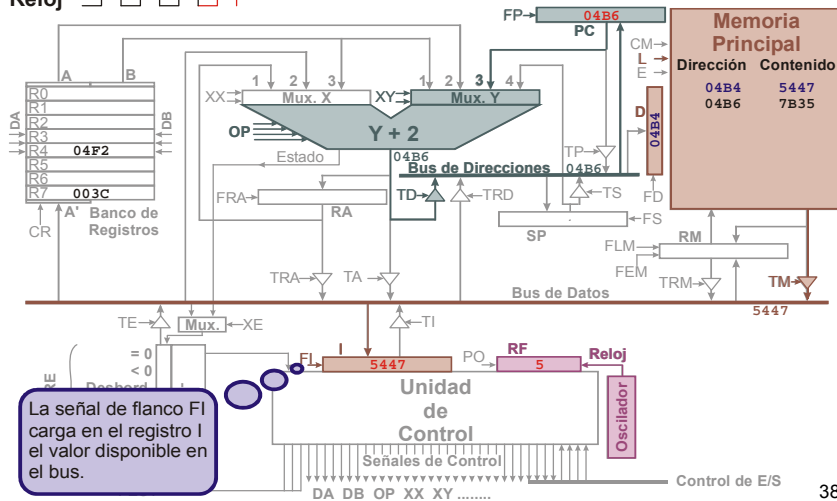 Reloj
FP
04B6
PC
CM
L
E
Memoria
Principal
Dirección Contenido
04B4 5447
04B6 7B35
A B
1 2 3
1 2 3 4
XX
Mux. X
XY
Mux. Y
D
04B4
R0
R1
R2
R3
R4 04F2
R5
R6
R7 003C
DA
DB
OP
Y + 2
Estado
04B6
TP
Bus de Direcciones 04B6
TD
TRD
TS
FD
FRA
RA
FS
SP
CR
A'
Banco de
Registros
FLM
RM
FEM
TRA
TA
TRM
TM
Bus de Datos
5447
TE
Mux.
XE
TI
I
FI
5447
PO
RF
5
Reloj
= 0
< 0
Desbord
RE
Unidad
de
Control
Oscilador
La señal de flanco FI
carga en el registro I
el valor disponible en
el bus.
Señales de Control
DA DB OP XX XY ........
Control de E/S
38